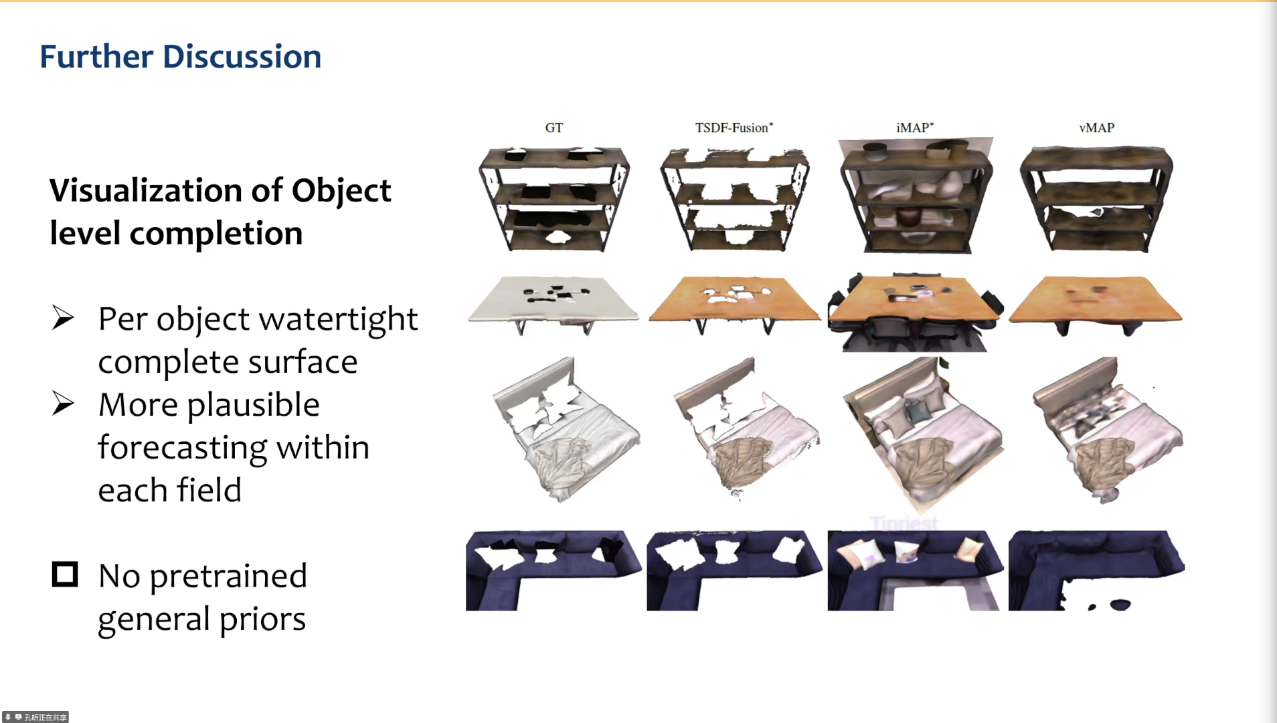 Further Discussion
Visualization of Object
level completion
Per object watertight
complete surface
More plausible
forecasting within
each field
No pretrained
general priors
GT TSDF-Fusion* iMAP* vMAP
Tipriest
孔昕正在共享